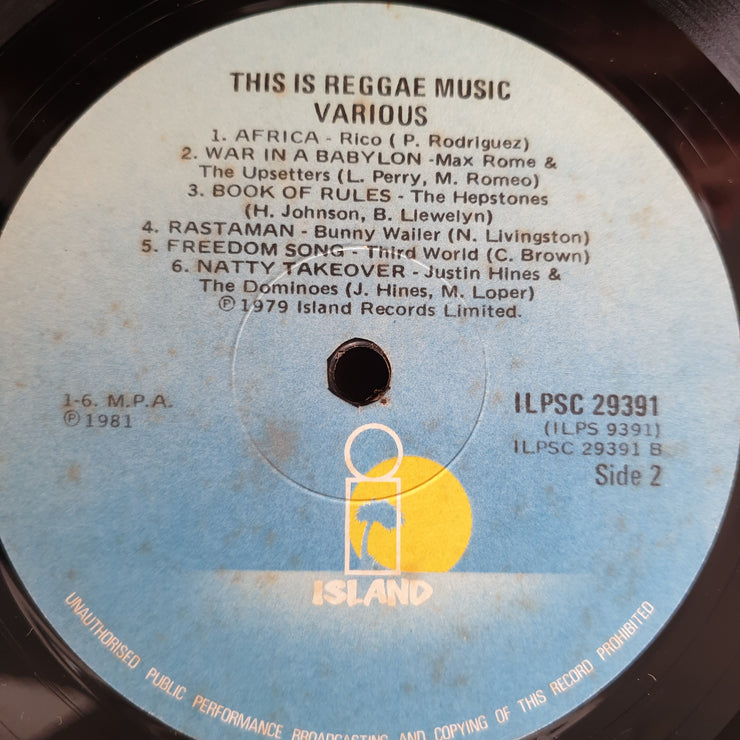 THIS IS REGGAE MUSIC
VARIOUS
1. AFRICA - Rico ( P. Rodriguez)
2. WAR IN A BABYLON -Max Rome &
The Upsetters (L. Perry, M. Romeo)
3. BOOK OF RULES - The Hepstones
(H. Johnson, B. Llewelyn)
4. RASTAMAN - Bunny Wailer (N. Livingston)
5. FREEDOM SONG - Third World (C. Brown)
6. NATTY TAKEOVER - Justin Hines &
The Dominoes (J. Hines, M. Loper)
℗ 1979 Island Records Limited.
1-6. M.P.A.
℗ 1981
ILPSC 29391
(ILPS 9391)
ILPSC 29391 B
Side 2
i
ISLAND
UNAUTHORISED PUBLIC PERFORMANCE BROADCASTING AND COPYING OF THIS RECORD PROHIBITED